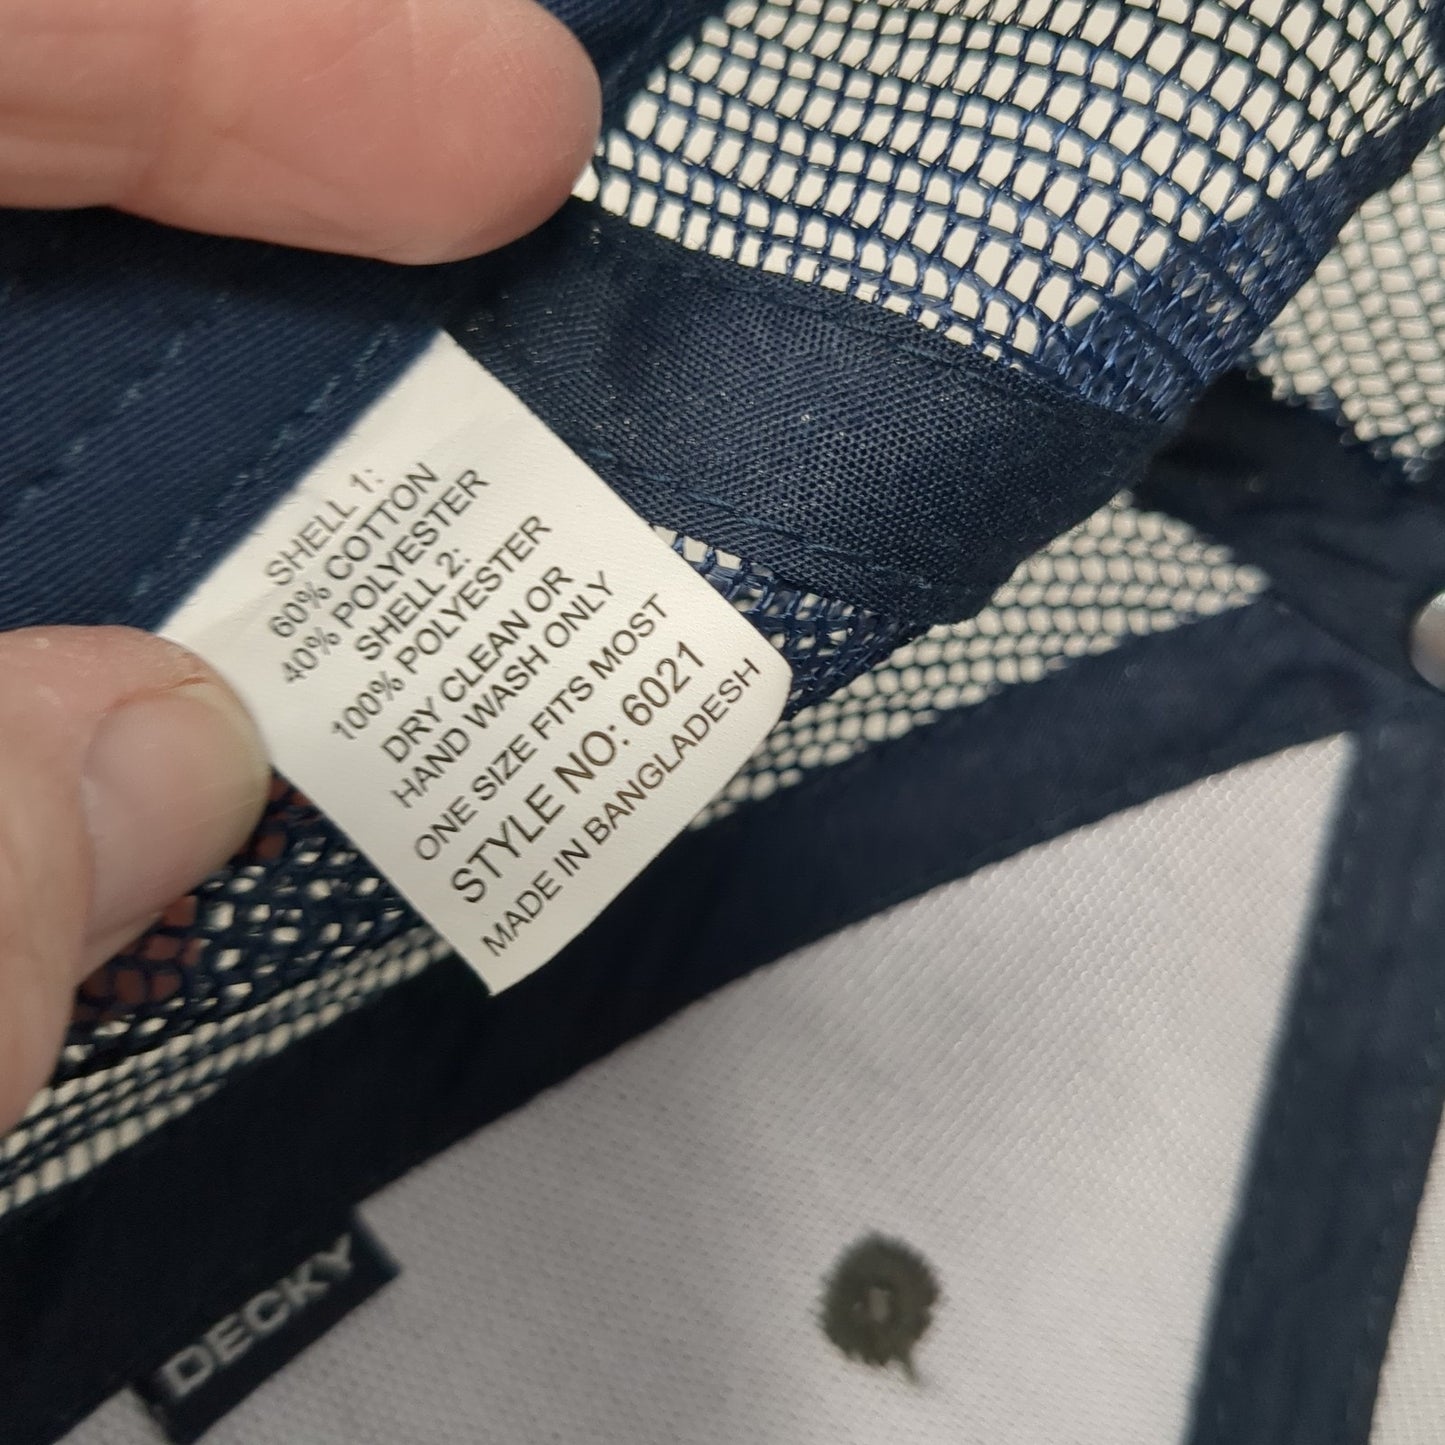 SHELL 1:
60% COTTON
40% POLYESTER
SHELL 2:
100% POLYESTER
DRY CLEAN OR
HAND WASH ONLY
ONE SIZE FITS MOST
STYLE NO: 6021
MADE IN BANGLADESH
DECKY